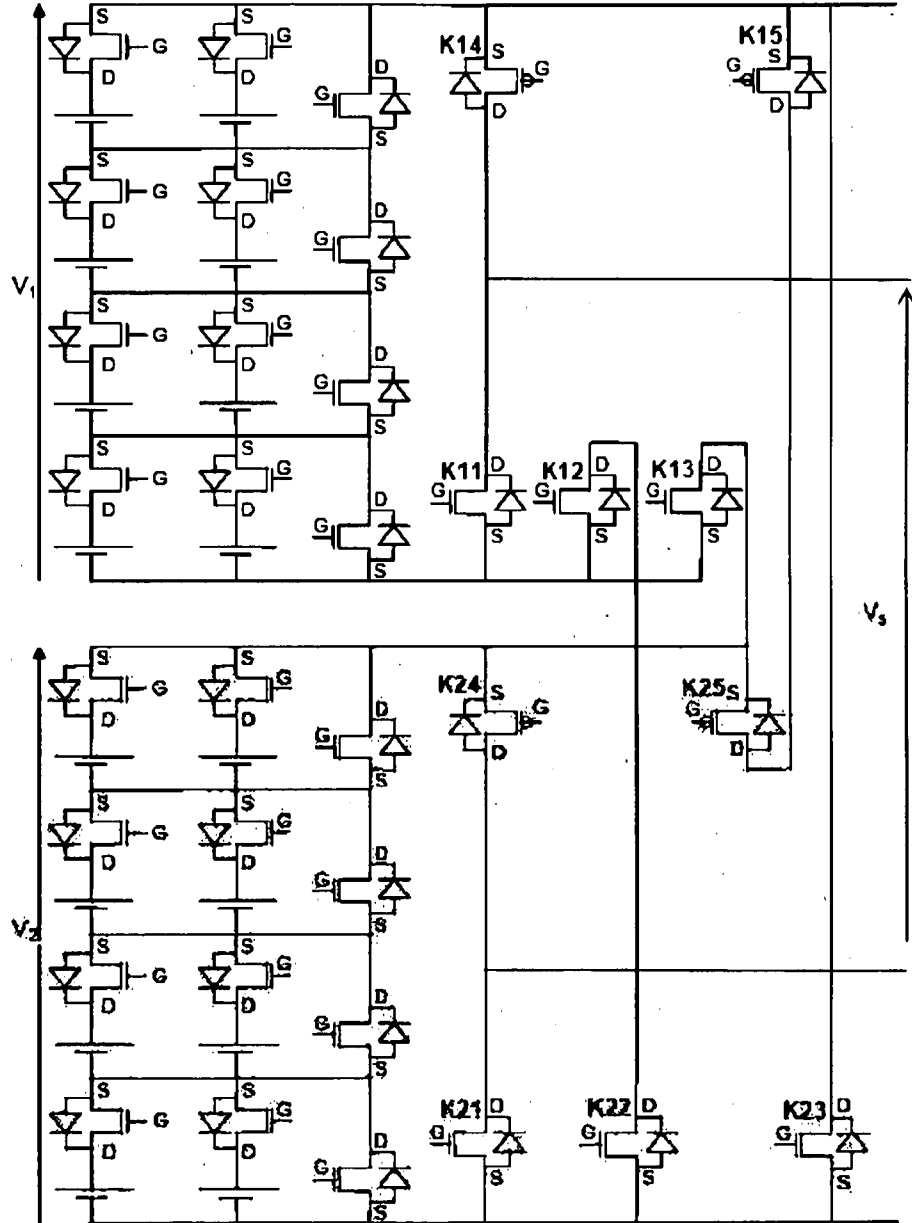 S S K14 S K15 S
G G D G G
D D G D D
S
S S
G G D
D D G
V₁ S
S S
G G D
D D G
S
S S K11 D K12 D K13 D
G G G G G
D D D S S S
G
S
Vₛ
S S K24 S K25 S
G G D G G
D D G D D
S
S S
G G D
D D G
V₂ S
S S
G G D
D D G
S
S S K21 D K22 D K23 D
G G G G G
D D D S S S
G
S